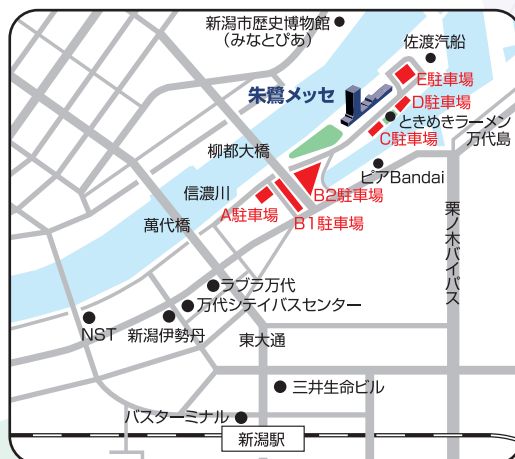 新潟市歴史博物館
（みなとぴあ）
佐渡汽船
E駐車場
朱鷺メッセ
D駐車場
ときめきラーメン
C駐車場
万代島
柳都大橋
ピアBandai
信濃川
B2駐車場
A駐車場
B1駐車場
萬代橋
栗ノ木バイパス
ラブラ万代
万代シテイバスセンター
NST
新潟伊勢丹
東大通
三井生命ビル
バスターミナル
新潟駅